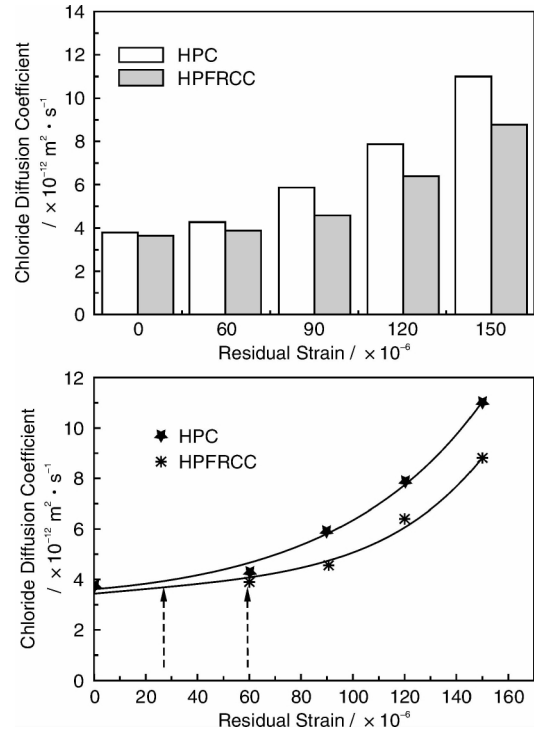 14
12
10
8
6
4
2
0
Chloride Diffusion Coefficient
/ ×10⁻¹² m²・s⁻¹
HPC
HPFRCC
0 60 90 120 150
Residual Strain / ×10⁻⁶
12
10
8
6
4
2
0
Chloride Diffusion Coefficient
/ ×10⁻¹² m²・s⁻¹
HPC
HPFRCC
0 20 40 60 80 100 120 140 160
Residual Strain / ×10⁻⁶